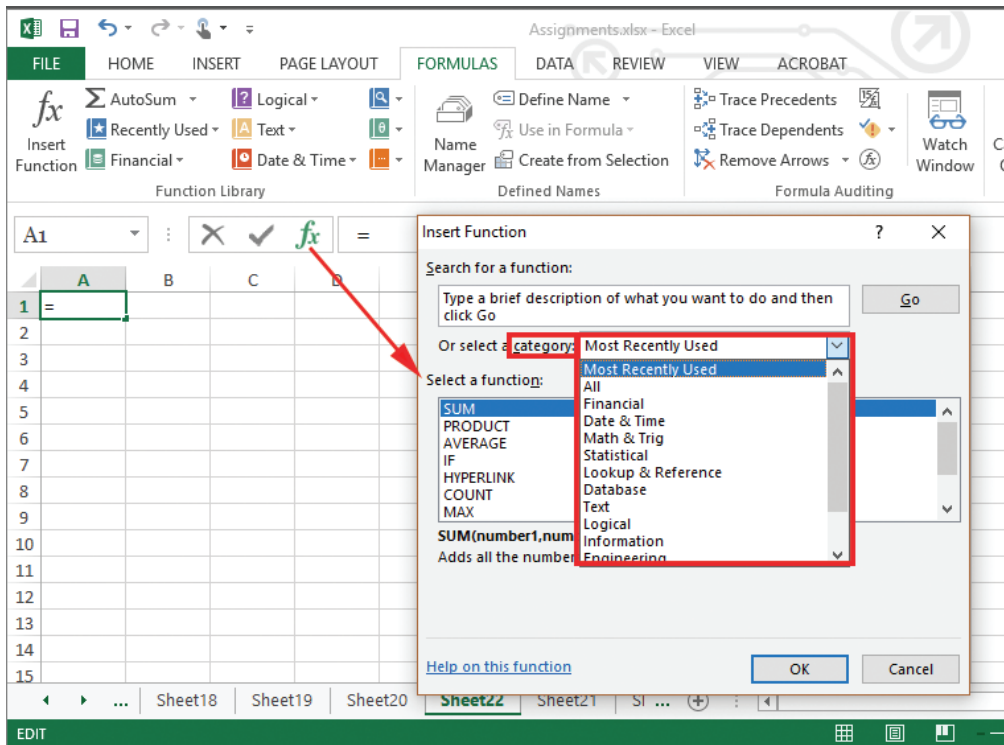 Assignments.xlsx - Excel
FILE HOME INSERT PAGE LAYOUT FORMULAS DATA REVIEW VIEW ACROBAT
fx Insert Function
AutoSum
Recently Used
Financial
Logical
Text
Date & Time
Function Library
Name Manager
Define Name
Use in Formula
Create from Selection
Defined Names
Trace Precedents
Trace Dependents
Remove Arrows
Formula Auditing
Watch Window
A1 fx =
A B C D
1 =
2
3
4
5
6
7
8
9
10
11
12
13
14
15
Insert Function ? X
Search for a function:
Type a brief description of what you want to do and then
click Go
Go
Or select a category: Most Recently Used
Most Recently Used
All
Financial
Date & Time
Math & Trig
Statistical
Lookup & Reference
Database
Text
Logical
Information
Engineering
Select a function:
SUM
PRODUCT
AVERAGE
IF
HYPERLINK
COUNT
MAX
SUM(number1,num
Adds all the number
Help on this function
OK Cancel
... Sheet18 Sheet19 Sheet20 Sheet22 Sheet21 ...
EDIT